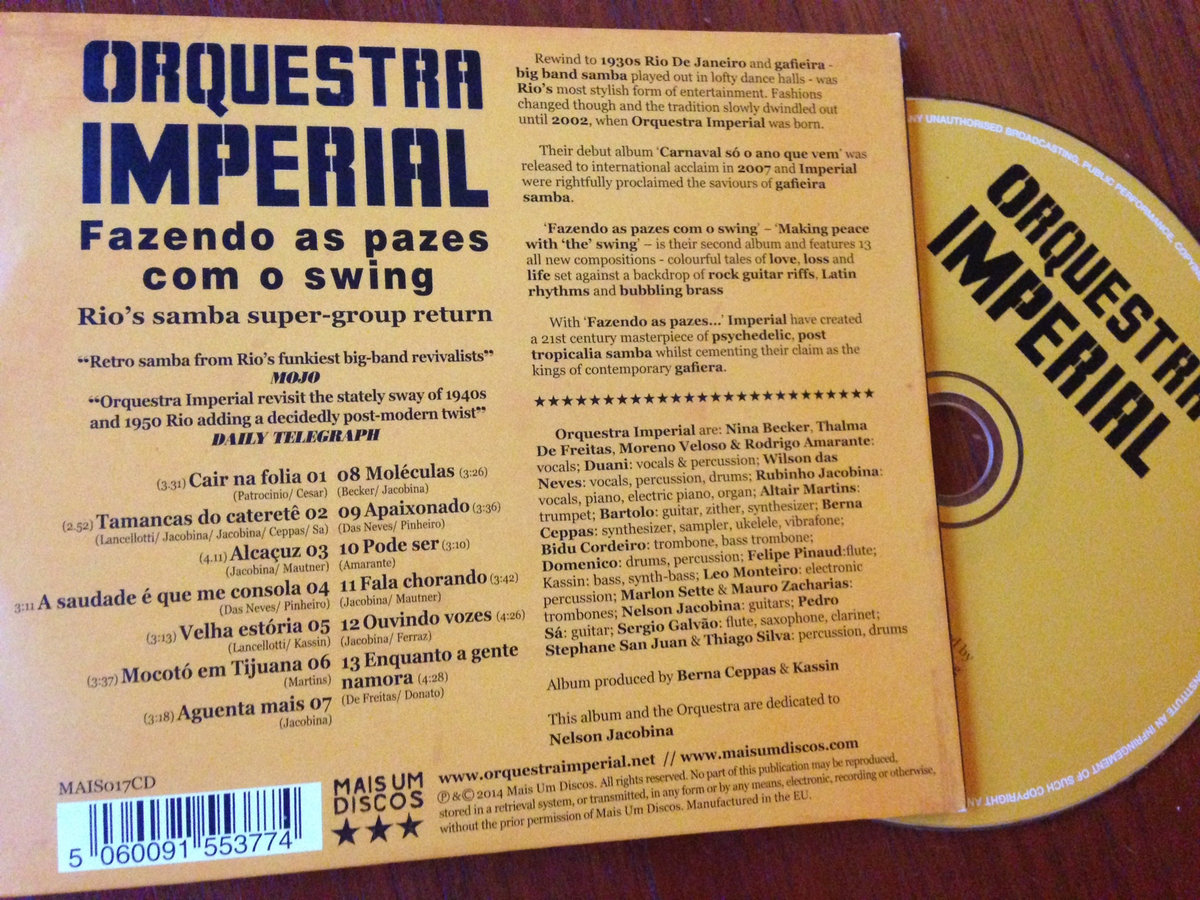 ORQUESTRA
IMPERIAL
Fazendo as pazes
com o swing
Rio's samba super-group return
“Retro samba from Rio's funkiest big-band revivalists”
MOJO
“Orquestra Imperial revisit the stately sway of 1940s
and 1950 Rio adding a decidedly post-modern twist”
DAILY TELEGRAPH
(3.31) Cair na folia 01
(Patrocinio/ Cesar)
(2.52) Tamancas do cateretê 02
(Lancellotti/ Jacobina/ Jacobina/ Ceppas/ Sa)
(4.11) Alcaçuz 03
(Jacobina/ Mautner)
3:11 A saudade é que me consola 04
(Das Neves/ Pinheiro)
(3:13) Velha estória 05
(Lancellotti/ Kassin)
(3:37) Mocotó em Tijuana 06
(Martins)
(3:18) Aguenta mais 07
(Jacobina)
08 Moléculas (3:26)
(Becker/ Jacobina)
09 Apaixonado (3:36)
(Das Neves/ Pinheiro)
10 Pode ser (3:10)
(Amarante)
11 Fala chorando (3:42)
(Jacobina/ Mautner)
12 Ouvindo vozes (4:26)
(Jacobina/ Ferraz)
13 Enquanto a gente
namora (4:28)
(De Freitas/ Donato)
MAIS017CD
5 060091 553774
MAIS UM
DISCOS
Rewind to 1930s Rio De Janeiro and gafieira -
big band samba played out in lofty dance halls - was
Rio's most stylish form of entertainment. Fashions
changed though and the tradition slowly dwindled out
until 2002, when Orquestra Imperial was born.
Their debut album ‘Carnaval só o ano que vem’ was
released to international acclaim in 2007 and Imperial
were rightfully proclaimed the saviours of gafieira
samba.
‘Fazendo as pazes com o swing’ – ‘Making peace
with ‘the’ swing’ – is their second album and features 13
all new compositions - colourful tales of love, loss and
life set against a backdrop of rock guitar riffs, Latin
rhythms and bubbling brass
With ‘Fazendo as pazes...’ Imperial have created
a 21st century masterpiece of psychedelic, post
tropicalia samba whilst cementing their claim as the
kings of contemporary gafiera.
Orquestra Imperial are: Nina Becker, Thalma
De Freitas, Moreno Veloso & Rodrigo Amarante:
vocals; Duani: vocals & percussion; Wilson das
Neves: vocals, percussion, drums; Rubinho Jacobina:
vocals, piano, electric piano, organ; Altair Martins:
trumpet; Bartolo: guitar, zither, synthesizer; Berna
Ceppas: synthesizer, sampler, ukelele, vibrafone;
Bidu Cordeiro: trombone, bass trombone;
Domenico: drums, percussion; Felipe Pinaud:flute;
Kassin: bass, synth-bass; Leo Monteiro: electronic
percussion; Marlon Sette & Mauro Zacharias:
trombones; Nelson Jacobina: guitars; Pedro
Sá: guitar; Sergio Galvão: flute, saxophone, clarinet;
Stephane San Juan & Thiago Silva: percussion, drums
Album produced by Berna Ceppas & Kassin
This album and the Orquestra are dedicated to
Nelson Jacobina
www.orquestraimperial.net // www.maisumdiscos.com
℗ & © 2014 Mais Um Discos. All rights reserved. No part of this publication may be reproduced,
stored in a retrieval system, or transmitted, in any form or by any means, electronic, recording or otherwise,
without the prior permission of Mais Um Discos. Manufactured in the EU.
UNAUTHORISED BROADCASTING, PUBLIC PERFORMANCE,
ORQUESTRA
IMPERIAL
by
AN INFRINGEMENT OF SUCH COPYRIGHT